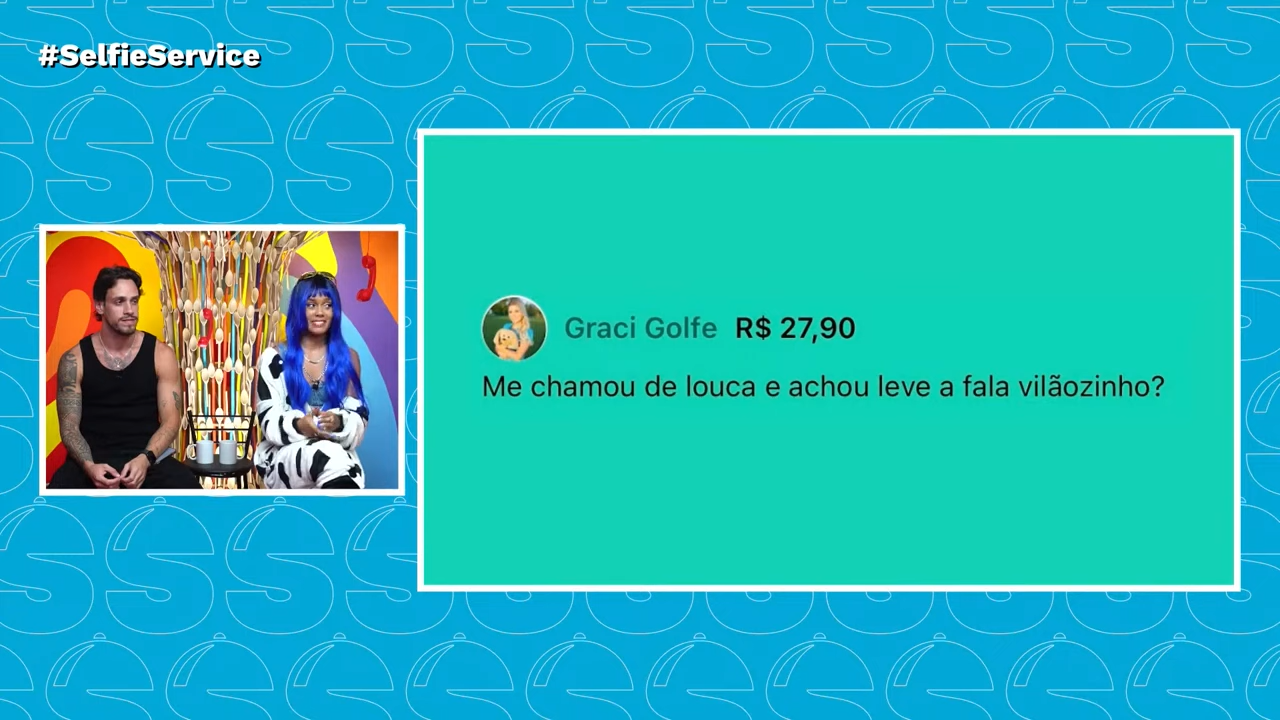 #SelfieService
Graci Golfe R$ 27,90
Me chamou de louca e achou leve a fala vilãozinho?